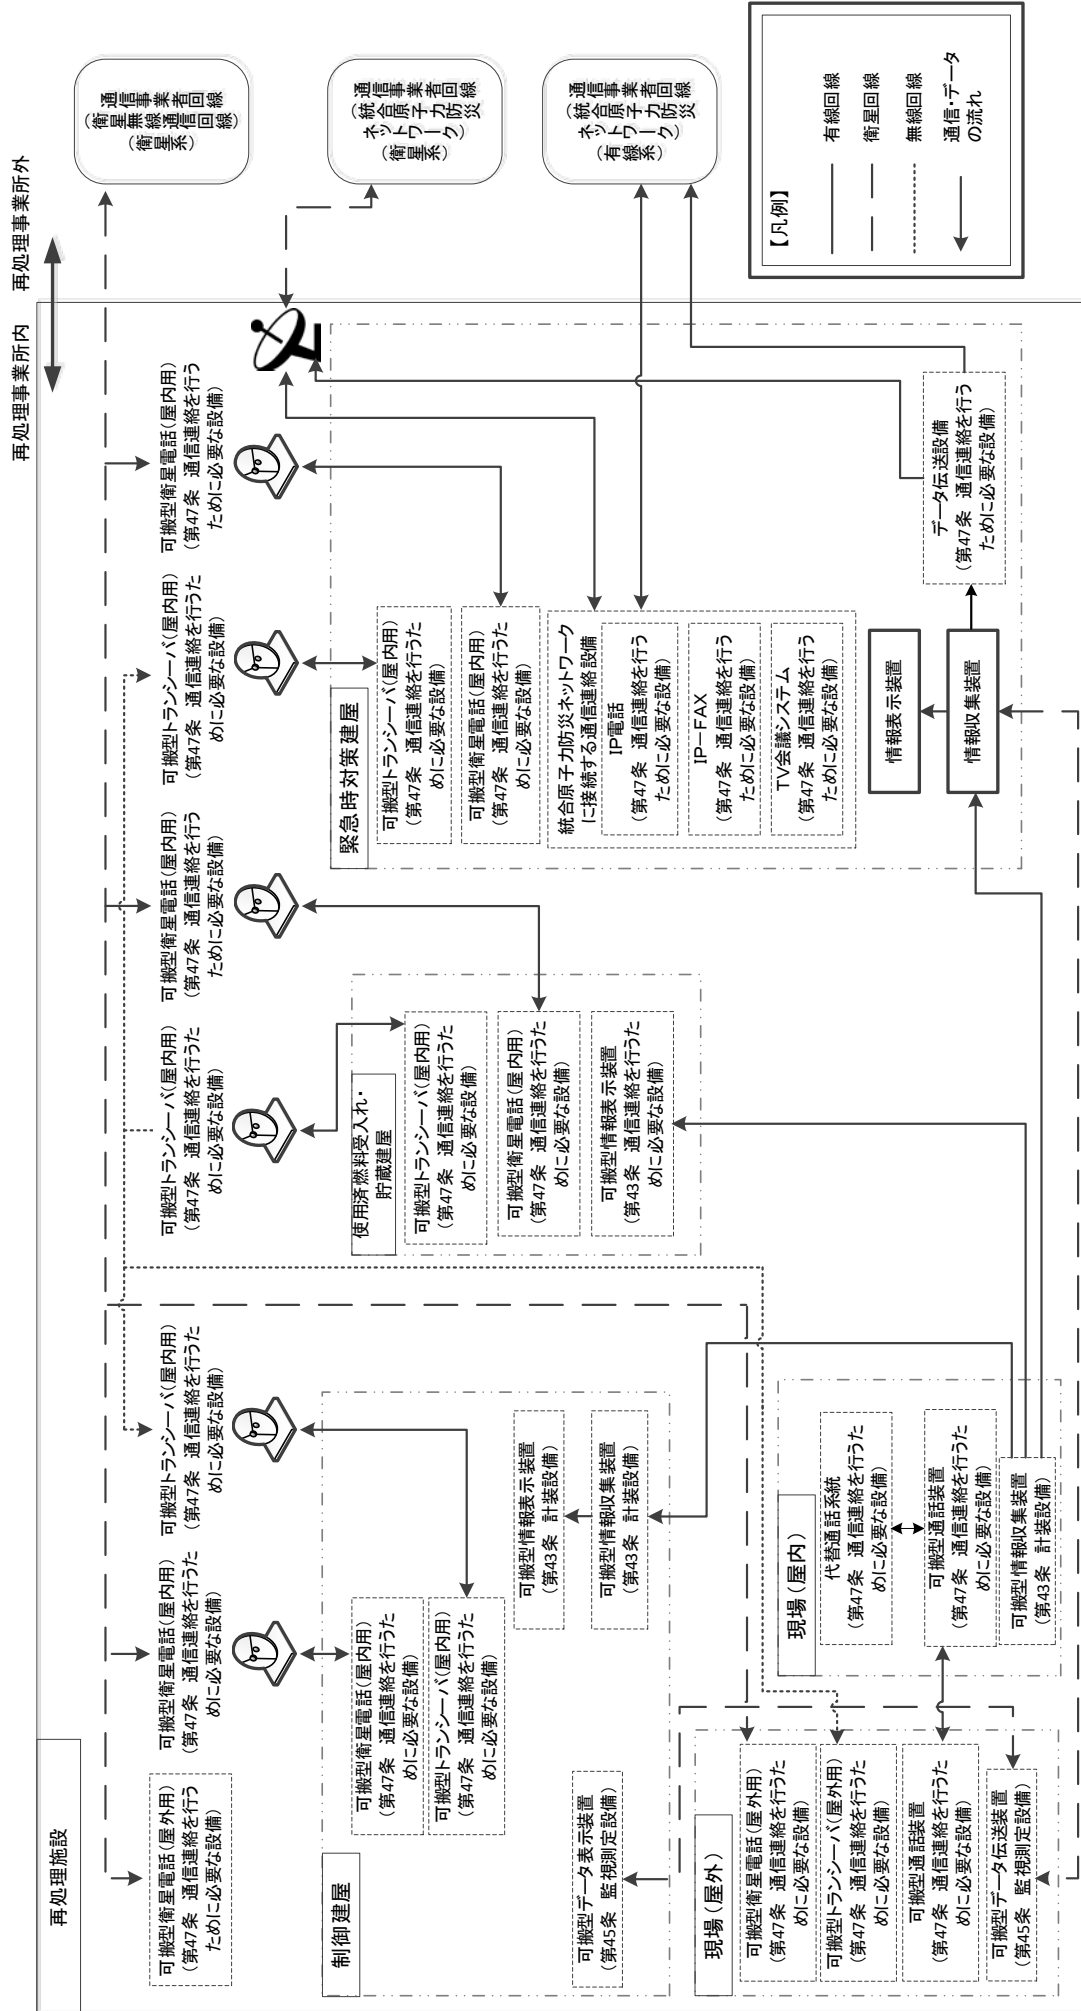 再処理施設
再処理事業所内
再処理事業所外
通信事業者回線
(衛星無線通信回線)
(衛星系)
通信事業者回線
(統合原子力防災
ネットワーク)
(衛星系)
通信事業者回線
(統合原子力防災
ネットワーク)
(有線系)
【凡例】
有線回線
衛星回線
無線回線
通信・データ
の流れ
可搬型衛星電話(屋外用)
(第47条 通信連絡を行う
ために必要な設備)
可搬型衛星電話(屋内用)
(第47条 通信連絡を行うた
めに必要な設備)
可搬型トランシーバ(屋内用)
(第47条 通信連絡を行うた
めに必要な設備)
可搬型トランシーバ(屋内用)
(第47条 通信連絡を行うた
めに必要な設備)
可搬型衛星電話(屋内用)
(第47条 通信連絡を行う
ために必要な設備)
可搬型トランシーバ(屋内用)
(第47条 通信連絡を行うた
めに必要な設備)
可搬型衛星電話(屋内用)
(第47条 通信連絡を行う
ために必要な設備)
制御建屋
可搬型衛星電話(屋内用)
(第47条 通信連絡を行うた
めに必要な設備)
可搬型トランシーバ(屋内用)
(第47条 通信連絡を行うた
めに必要な設備)
可搬型情報表示装置
(第43条 計装設備)
可搬型情報収集装置
(第43条 計装設備)
可搬型データ表示装置
(第45条 監視測定設備)
使用済燃料受入れ・
貯蔵建屋
可搬型トランシーバ(屋内用)
(第47条 通信連絡を行うた
めに必要な設備)
可搬型衛星電話(屋内用)
(第47条 通信連絡を行うた
めに必要な設備)
可搬型情報表示装置
(第43条 通信連絡を行うた
めに必要な設備)
緊急時対策建屋
可搬型トランシーバ(屋内用)
(第47条 通信連絡を行うた
めに必要な設備)
可搬型衛星電話(屋内用)
(第47条 通信連絡を行うた
めに必要な設備)
統合原子力防災ネットワーク
に接続する通信連絡設備
IP電話
(第47条 通信連絡を行う
ために必要な設備)
IP－FAX
(第47条 通信連絡を行う
ために必要な設備)
TV会議システム
(第47条 通信連絡を行う
ために必要な設備)
情報表示装置
情報収集装置
データ伝送設備
(第47条 通信連絡を行う
ために必要な設備)
現場(屋外)
可搬型衛星電話(屋外用)
(第47条 通信連絡を行うた
めに必要な設備)
可搬型トランシーバ(屋外用)
(第47条 通信連絡を行うた
めに必要な設備)
可搬型通話装置
(第47条 通信連絡を行うた
めに必要な設備)
可搬型データ伝送装置
(第45条 監視測定設備)
現場(屋内)
代替通話系統
(第47条 通信連絡を行うた
めに必要な設備)
可搬型通話装置
(第47条 通信連絡を行うた
めに必要な設備)
可搬型情報収集装置
(第43条 計装設備)